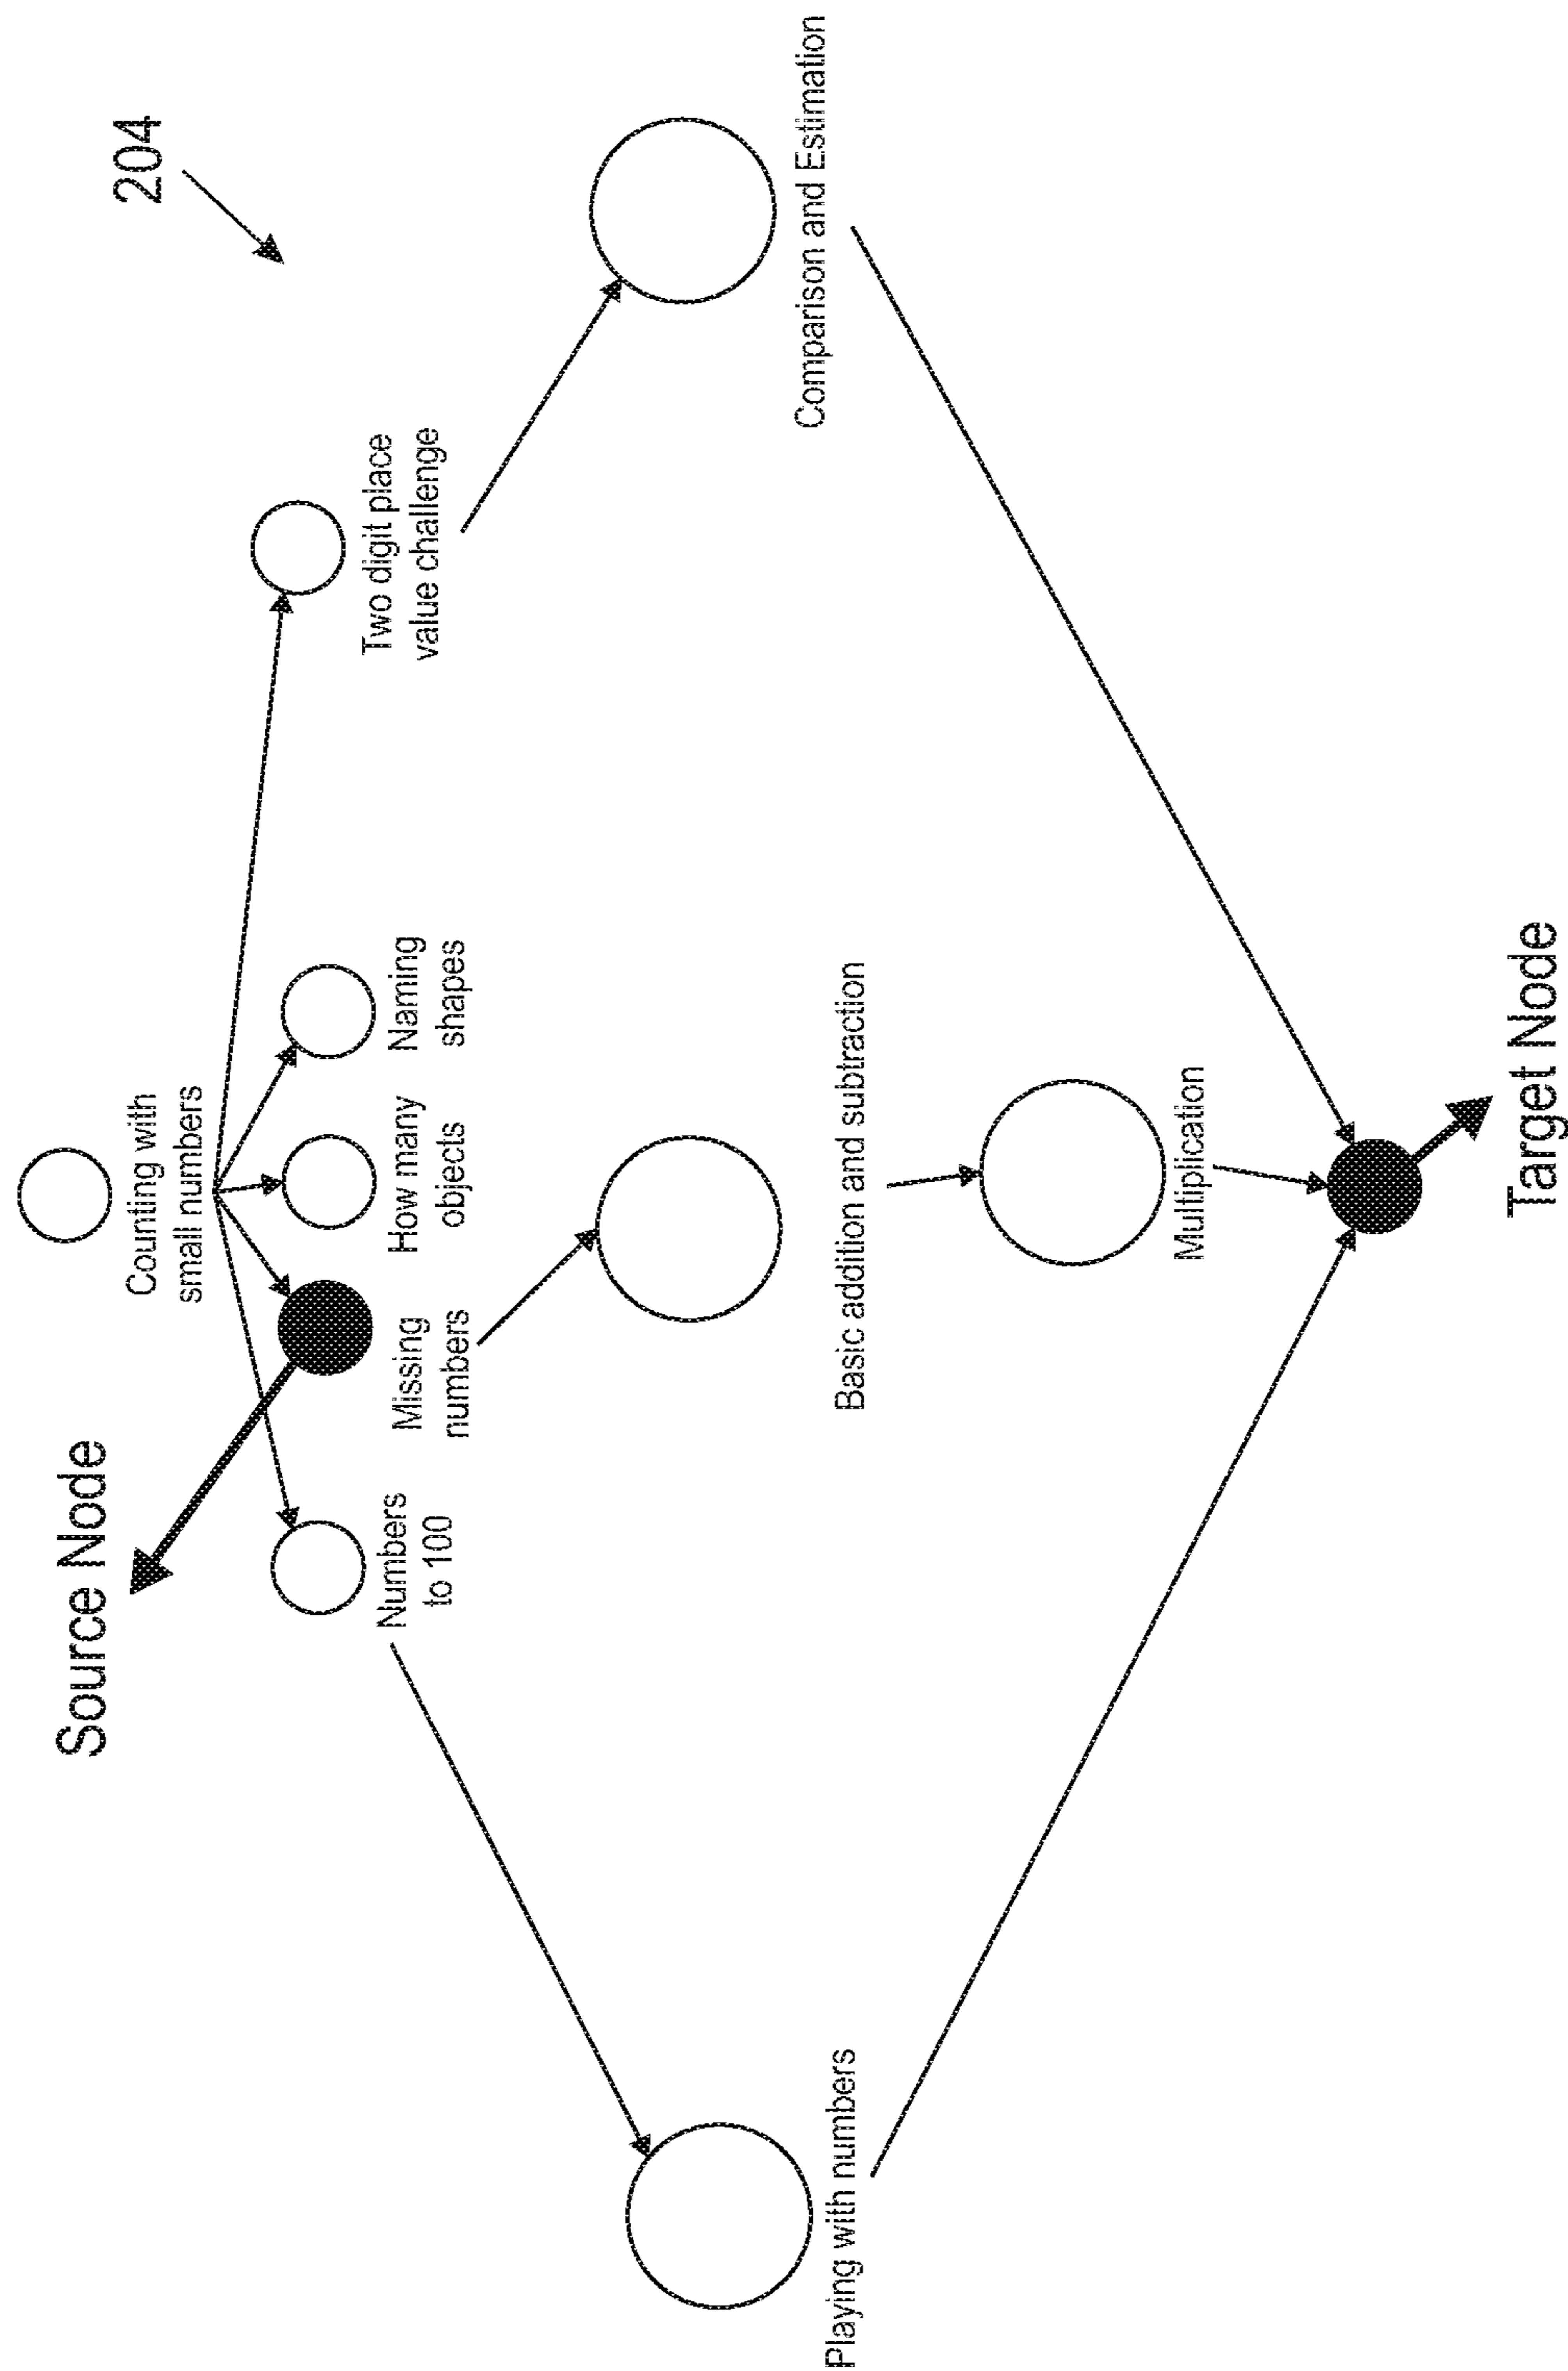 204
Source Node
Counting with
small numbers
Numbers
to 100
Missing
numbers
How many
objects
Naming
shapes
Two digit place
value challenge
Playing with numbers
Basic addition and subtraction
Comparison and Estimation
Multiplication
Target Node